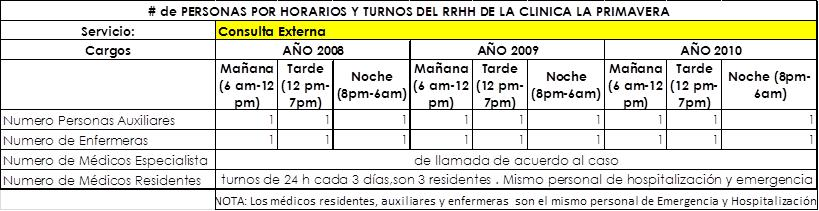 # de PERSONAS POR HORARIOS Y TURNOS DEL RRHH DE LA CLINICA LA PRIMAVERA
Servicio: Consulta Externa
Cargos AÑO 2008 AÑO 2009 AÑO 2010
Mañana (6 am-12 pm) Tarde (12 pm-7pm) Noche (8pm-6am) Mañana (6 am-12 pm) Tarde (12 pm-7pm) Noche (8pm-6am) Mañana (6 am-12 pm) Tarde (12 pm-7pm) Noche (8pm-6am)
Numero Personas Auxiliares 1 1 1 1 1 1 1 1 1
Numero de Enfermeras 1 1 1 1 1 1 1 1 1
Numero de Médicos Especialista de llamada de acuerdo al caso
Numero de Médicos Residentes turnos de 24 h cada 3 días,son 3 residentes . Mismo personal de hospitalización y emergencia
NOTA: Los médicos residentes, auxiliares y enfermeras son el mismo personal de Emergencia y Hospitalización